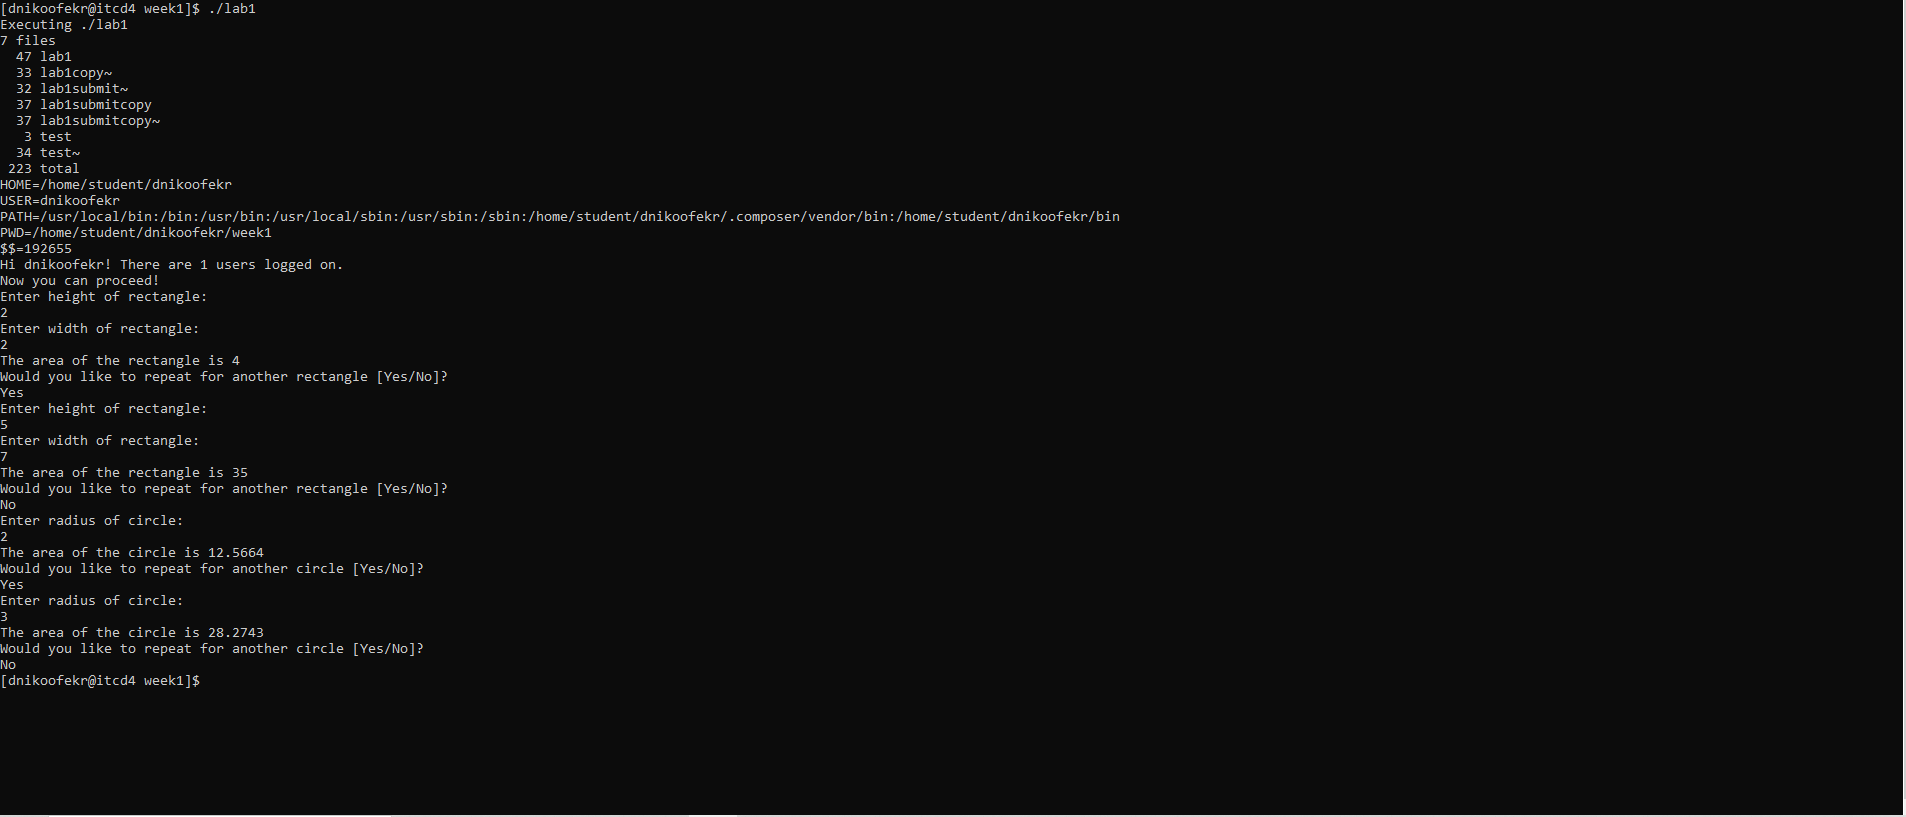 [dnikoofekr@itcd4 week1]$ ./lab1
Executing ./lab1
7 files
  47 lab1
  33 lab1copy~
  32 lab1submit~
  37 lab1submitcopy
  37 lab1submitcopy~
   3 test
  34 test~
 223 total
HOME=/home/student/dnikoofekr
USER=dnikoofekr
PATH=/usr/local/bin:/bin:/usr/bin:/usr/local/sbin:/usr/sbin:/sbin:/home/student/dnikoofekr/.composer/vendor/bin:/home/student/dnikoofekr/bin
PWD=/home/student/dnikoofekr/week1
$$=192655
Hi dnikoofekr! There are 1 users logged on.
Now you can proceed!
Enter height of rectangle:
2
Enter width of rectangle:
2
The area of the rectangle is 4
Would you like to repeat for another rectangle [Yes/No]?
Yes
Enter height of rectangle:
5
Enter width of rectangle:
7
The area of the rectangle is 35
Would you like to repeat for another rectangle [Yes/No]?
No
Enter radius of circle:
2
The area of the circle is 12.5664
Would you like to repeat for another circle [Yes/No]?
Yes
Enter radius of circle:
3
The area of the circle is 28.2743
Would you like to repeat for another circle [Yes/No]?
No
[dnikoofekr@itcd4 week1]$